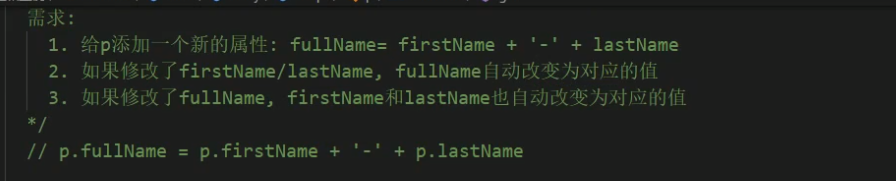 需求:
1. 给p添加一个新的属性: fullName= firstName + '-' + lastName
2. 如果修改了firstName/lastName, fullName自动改变为对应的值
3. 如果修改了fullName, firstName和lastName也自动改变为对应的值
*/
// p.fullName = p.firstName + '-' + p.lastName